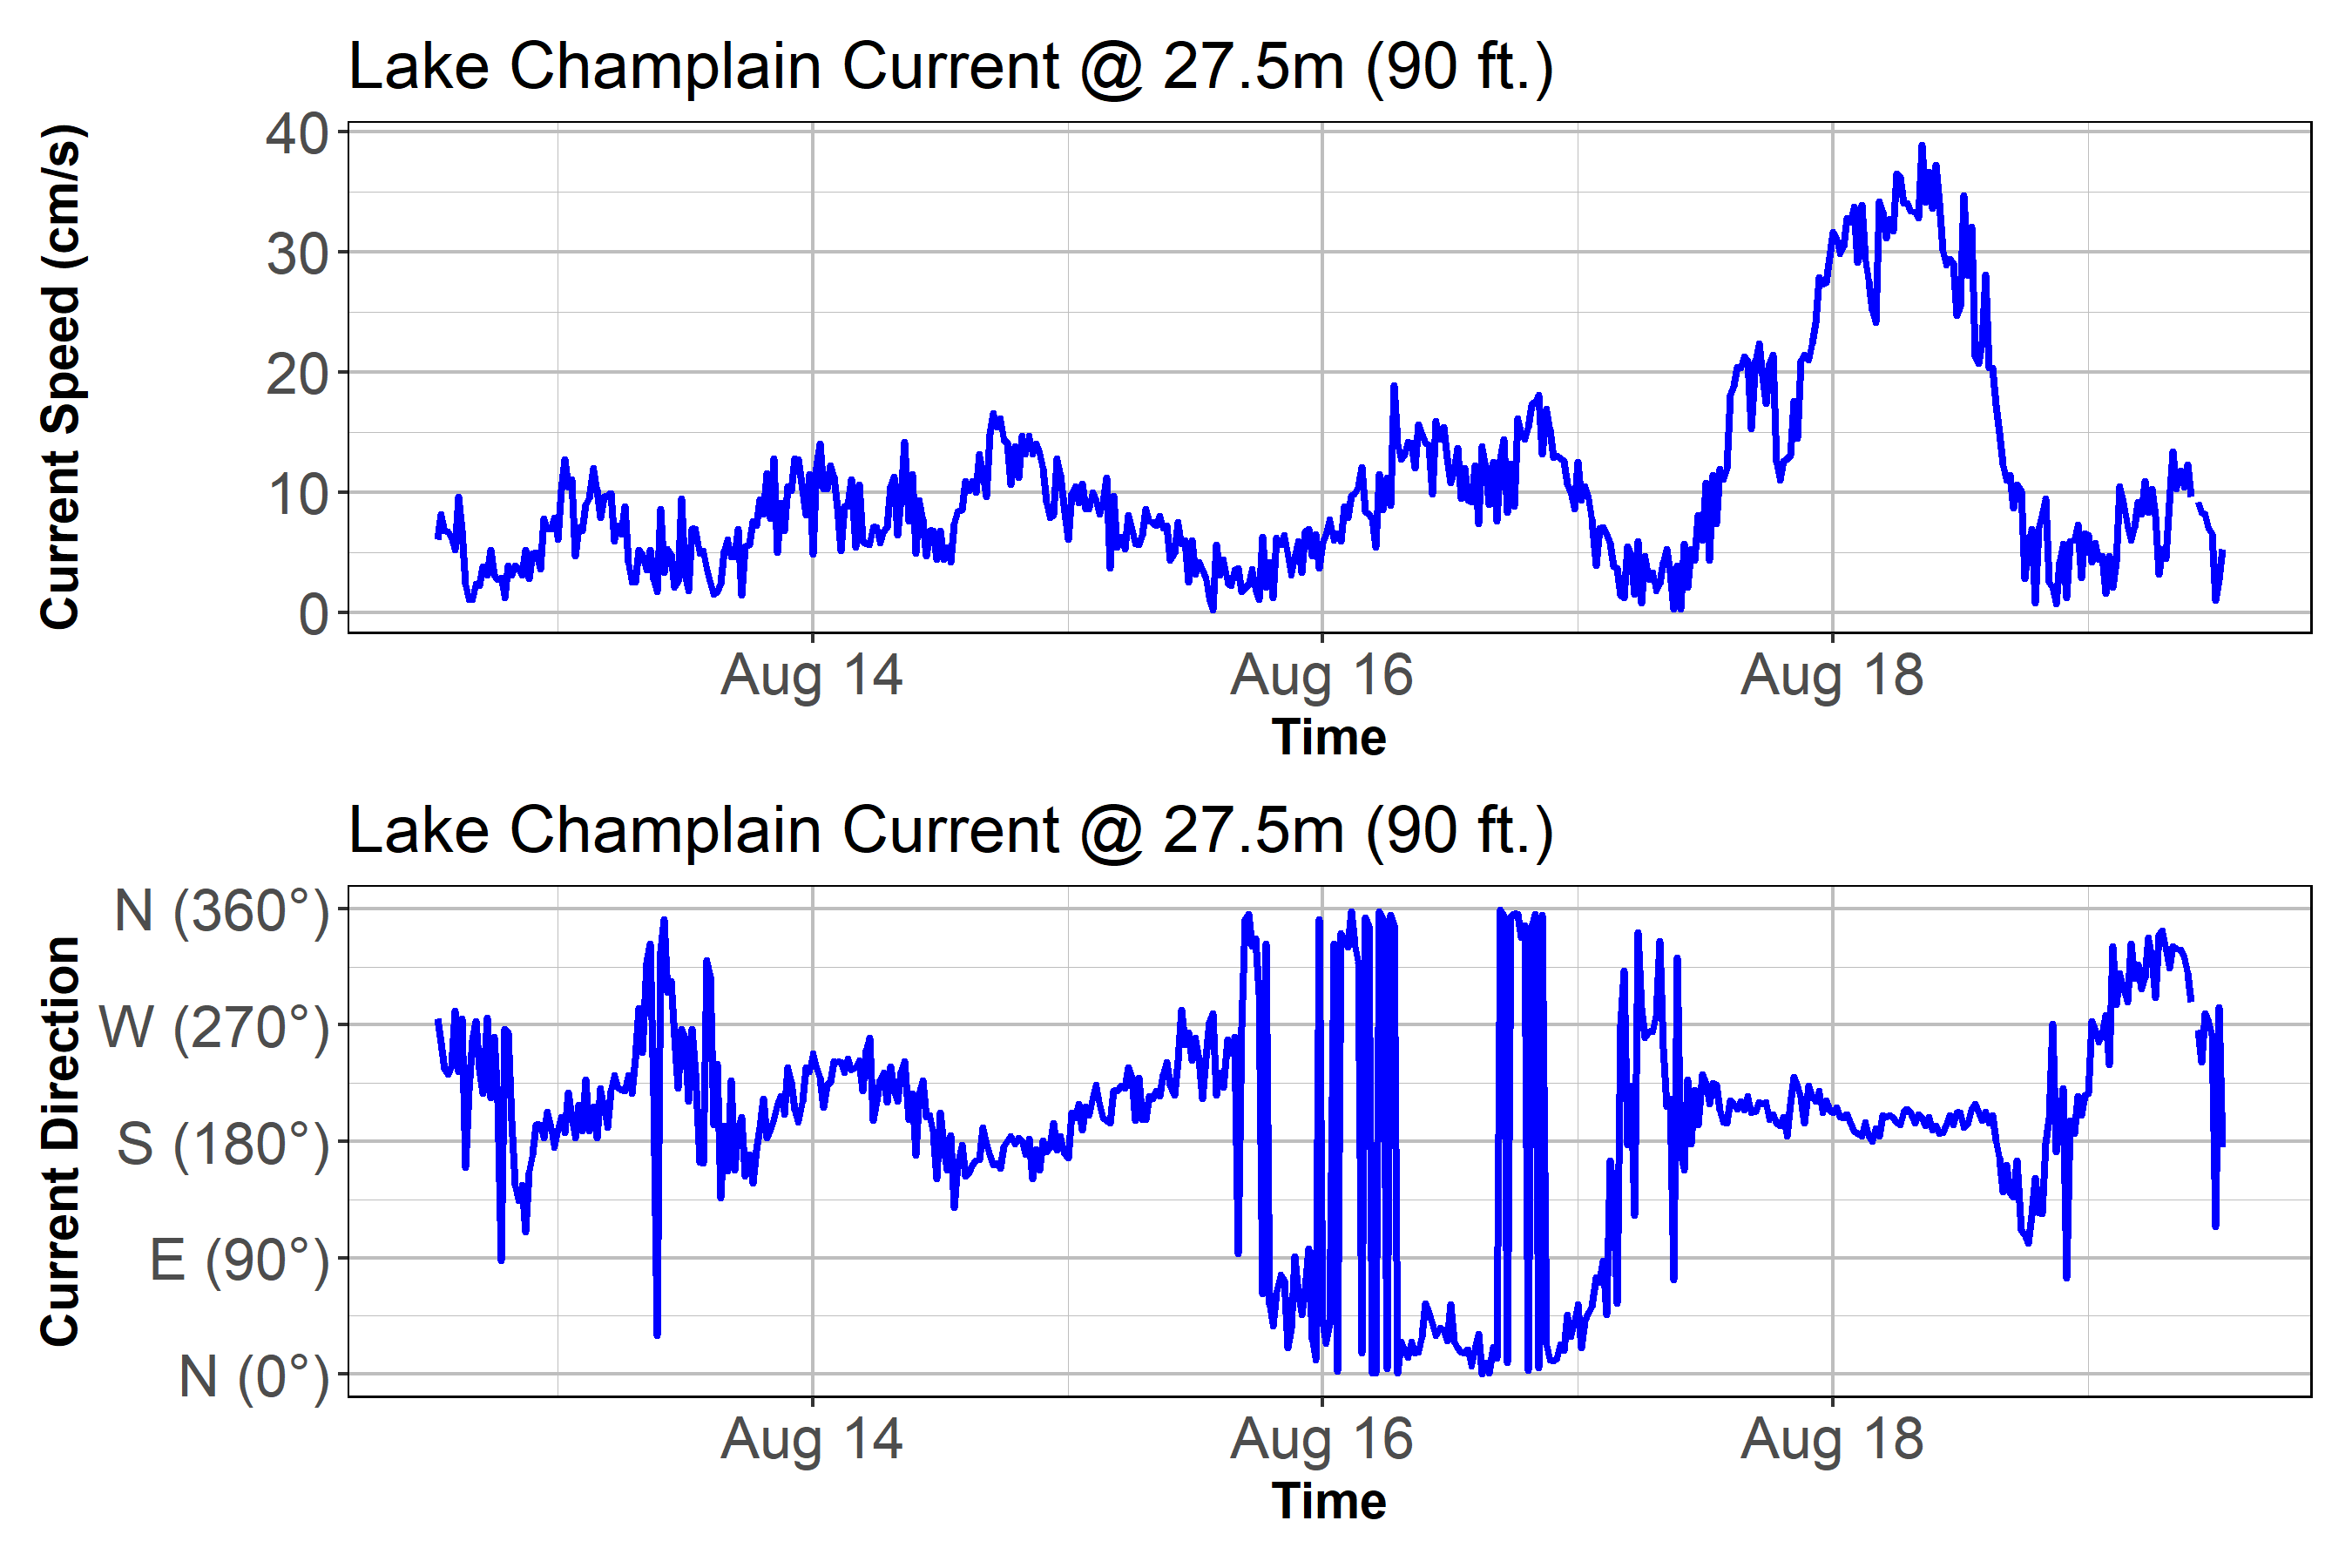 Lake Champlain Current @ 27.5m (90 ft.)
Current Speed (cm/s)
40
30
20
10
0
Aug 14 Aug 16 Aug 18
Time
Lake Champlain Current @ 27.5m (90 ft.)
Current Direction
N (360°)
W (270°)
S (180°)
E (90°)
N (0°)
Aug 14 Aug 16 Aug 18
Time